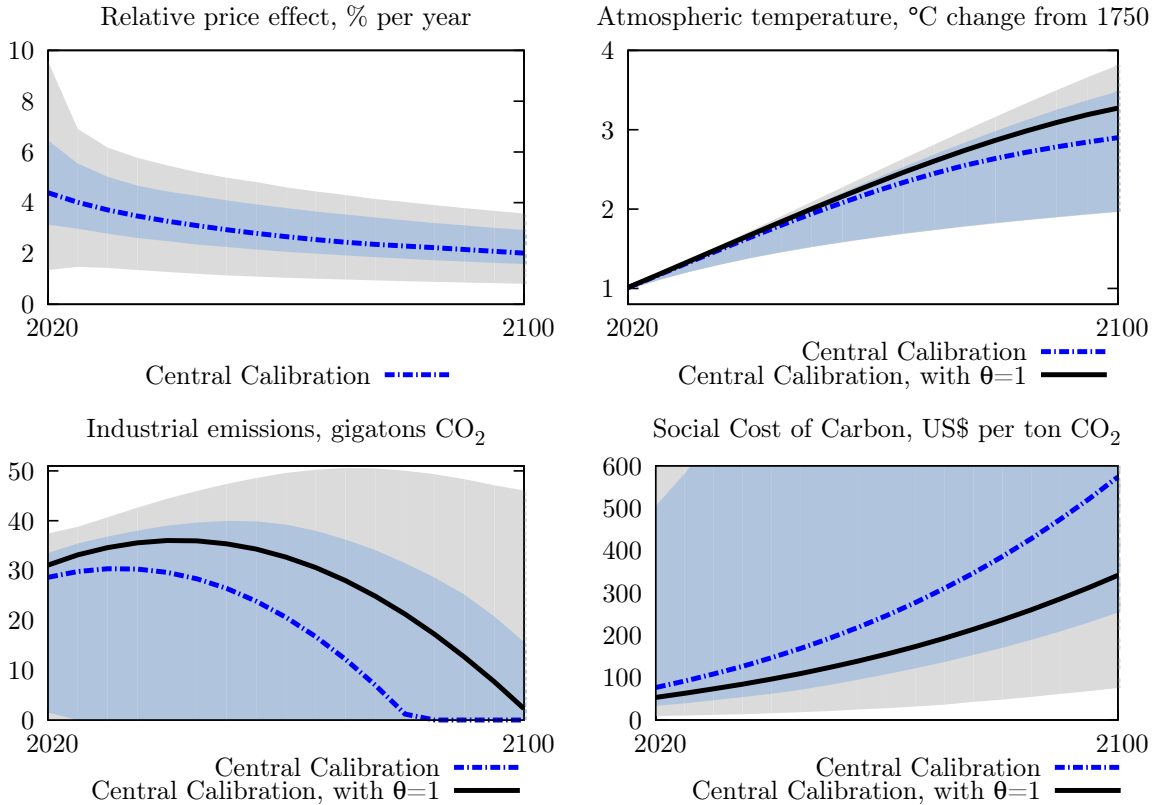 Relative price effect, % per year
10
8
6
4
2
0
2020
2100
Central Calibration
Atmospheric temperature, °C change from 1750
4
3
2
1
2020
2100
Central Calibration
Central Calibration, with θ=1
Industrial emissions, gigatons CO₂
50
40
30
20
10
0
2020
2100
Central Calibration
Central Calibration, with θ=1
Social Cost of Carbon, US$ per ton CO₂
600
500
400
300
200
100
0
2020
2100
Central Calibration
Central Calibration, with θ=1